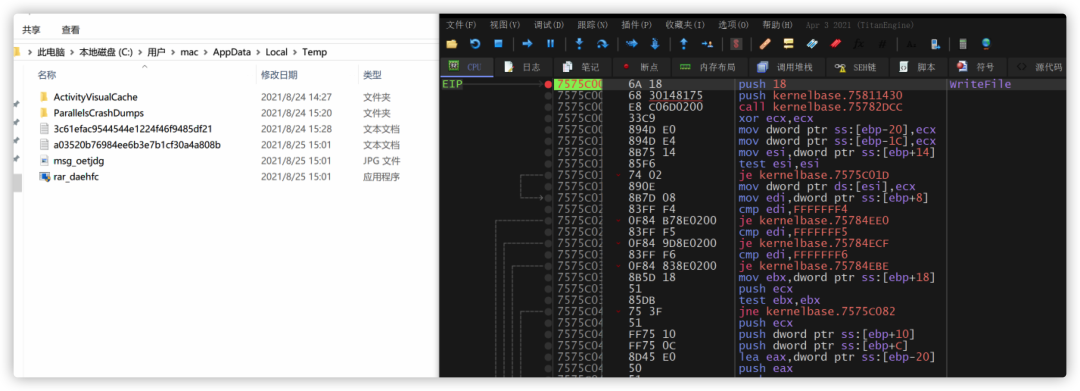 共享 查看
此电脑 > 本地磁盘 (C:) > 用户 > mac > AppData > Local > Temp
名称 修改日期 类型
ActivityVisualCache 2021/8/24 14:27 文件夹
ParallelsCrashDumps 2021/8/24 15:20 文件夹
3c61efac9544544e1224f46f9485df21 2021/8/24 15:28 文本文档
a03520b76984ee6b3e7b1cf30a4a808b 2021/8/25 15:01 文本文档
msg_oetjdg 2021/8/25 15:01 JPG 文件
rar_daehfc 2021/8/25 15:01 应用程序
文件(F) 视图(V) 调试(D) 跟踪(N) 插件(P) 收藏夹(I) 选项(O) 帮助(H) Apr 3 2021 (TitanEngine)
CPU 日志 笔记 断点 内存布局 调用堆栈 SEH链 脚本 符号 源代码
EIP 7575C00 6A 18 push 18 WriteFile
7575C00 68 30148175 push kernelbase.75811430
7575C00 E8 C06D0200 call kernelbase.75782DCC
7575C00 33C9 xor ecx,ecx
7575C00 894D E0 mov dword ptr ss:[ebp-20],ecx
7575C01 894D E4 mov dword ptr ss:[ebp-1C],ecx
7575C01 8B75 14 mov esi,dword ptr ss:[ebp+14]
7575C01 85F6 test esi,esi
7575C01 74 02 je kernelbase.7575C01D
7575C01 890E mov dword ptr ds:[esi],ecx
7575C01 8B7D 08 mov edi,dword ptr ss:[ebp+8]
7575C02 83FF F4 cmp edi,FFFFFFF4
7575C02 0F84 B78E0200 je kernelbase.75784EE0
7575C02 83FF F5 cmp edi,FFFFFFF5
7575C02 0F84 9D8E0200 je kernelbase.75784ECF
7575C03 83FF F6 cmp edi,FFFFFFF6
7575C03 0F84 838E0200 je kernelbase.75784EBE
7575C03 8B5D 18 mov ebx,dword ptr ss:[ebp+18]
7575C03 51 push ecx
7575C03 85DB test ebx,ebx
7575C04 75 3F jne kernelbase.7575C082
7575C04 51 push ecx
7575C04 FF75 10 push dword ptr ss:[ebp+10]
7575C04 FF75 0C push dword ptr ss:[ebp+C]
7575C04 8D45 E0 lea eax,dword ptr ss:[ebp-20]
7575C04 50 push eax